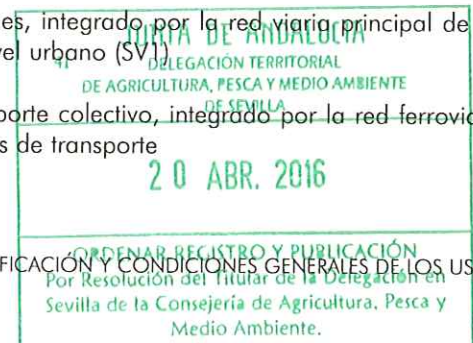 es, integrado por la red viaria principal de
JUNTA DE ANDALUCIA
vel urbano (SV1)
DELEGACIÓN TERRITORIAL
DE AGRICULTURA, PESCA Y MEDIO AMBIENTE
DE SEVILLA
porte colectivo, integrado por la red ferrovia
s de transporte
20 ABR. 2016
ORDENAR REGISTRO Y PUBLICACIÓN
FICACIÓN Y CONDICIONES GENERALES DE LOS US
Por Resolución del Titular de la Delegación en
Sevilla de la Consejería de Agricultura, Pesca y
Medio Ambiente.